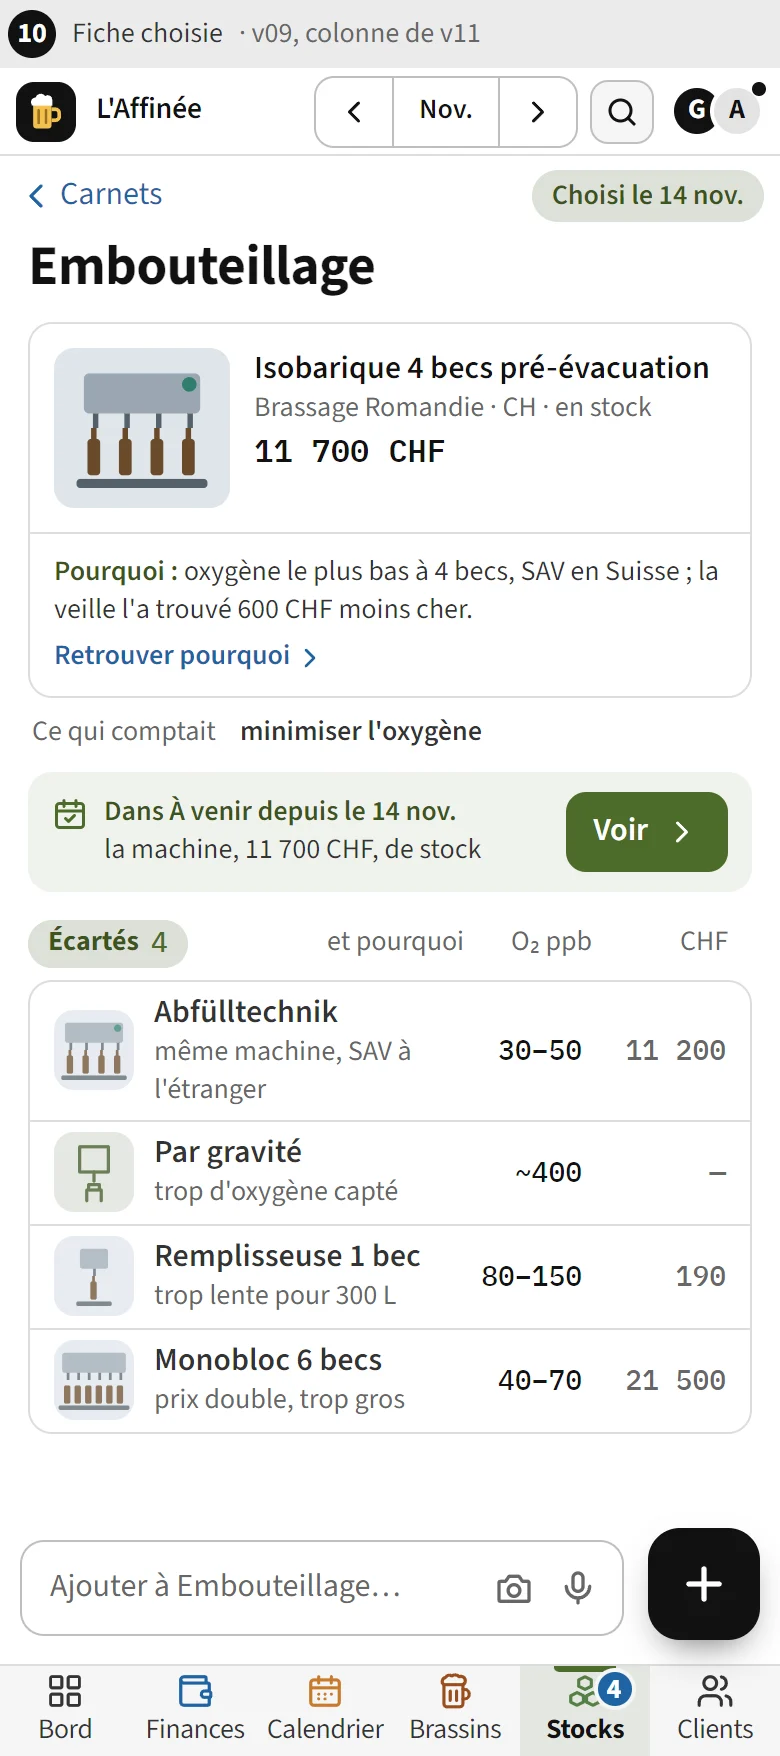 10 Fiche choisie · v09, colonne de v11
L'Affinée Nov. G A
Carnets Choisi le 14 nov.
Embouteillage
Isobarique 4 becs pré-évacuation
Brassage Romandie · CH · en stock
11 700 CHF
Pourquoi : oxygène le plus bas à 4 becs, SAV en Suisse ; la
veille l'a trouvé 600 CHF moins cher.
Retrouver pourquoi
Ce qui comptait minimiser l'oxygène
Dans À venir depuis le 14 nov.
la machine, 11 700 CHF, de stock
Voir
Écartés 4 et pourquoi O₂ ppb CHF
Abfülltechnik
même machine, SAV à
l'étranger
30–50 11 200
Par gravité
trop d'oxygène capté
~400 —
Remplisseuse 1 bec
trop lente pour 300 L
80–150 190
Monobloc 6 becs
prix double, trop gros
40–70 21 500
Ajouter à Embouteillage…
4
Bord Finances Calendrier Brassins Stocks Clients